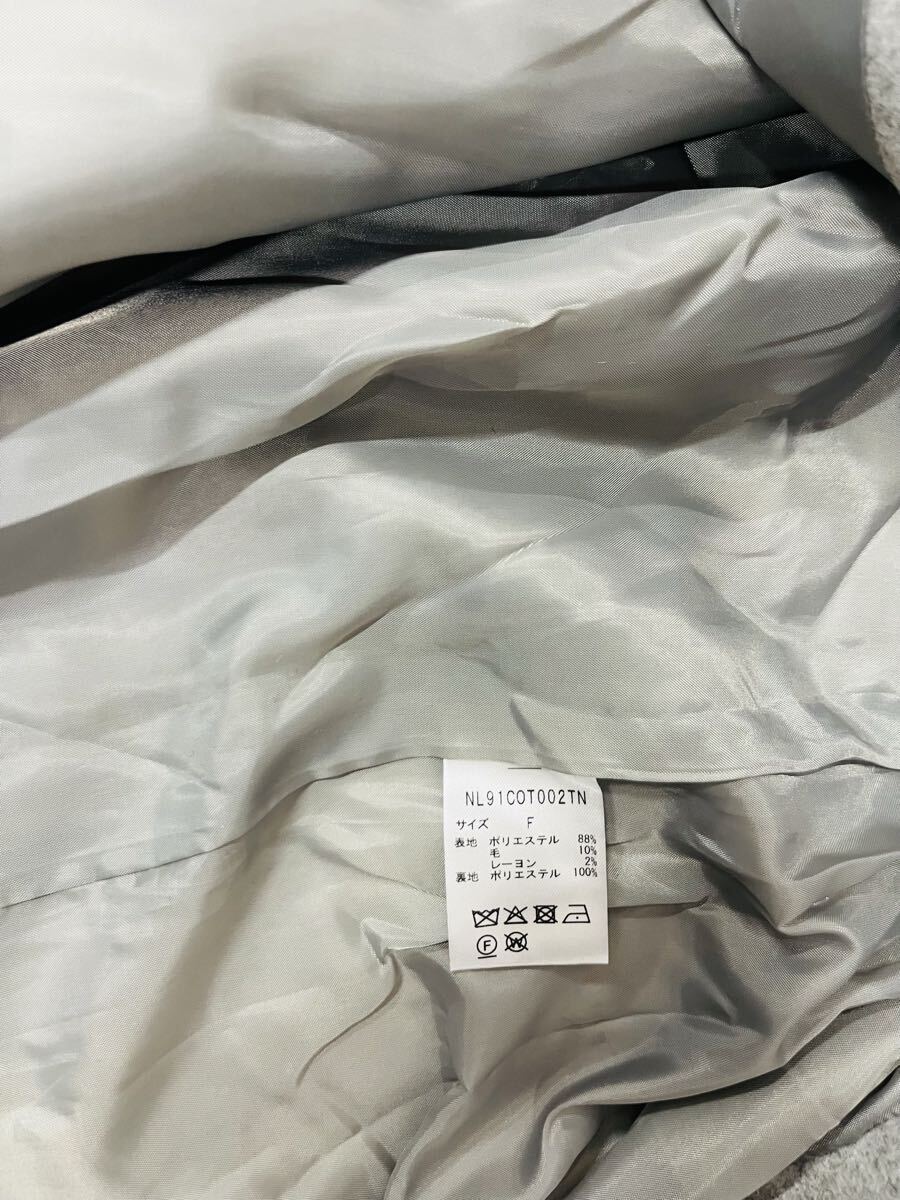 NL91COT002TN
サイズ F
表地 ポリエステル 88%
毛 10%
レーヨン 2%
裏地 ポリエステル 100%
F W